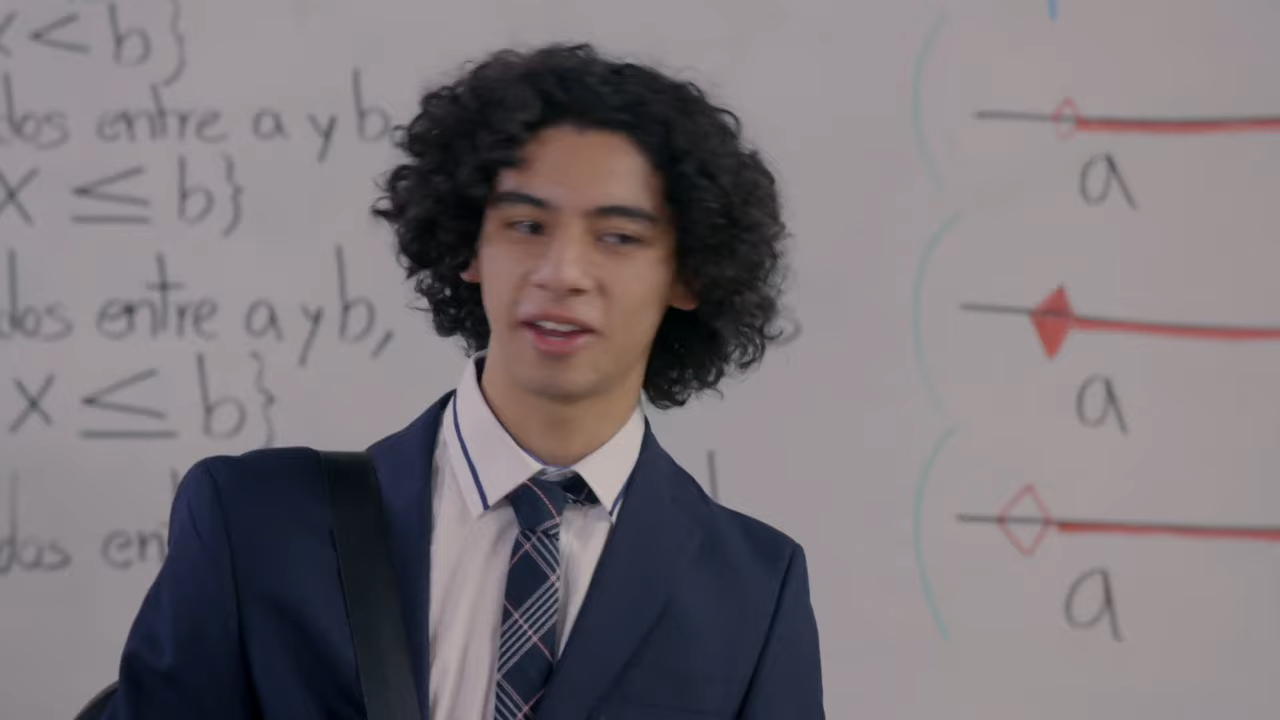 x < b}
dos entre a y b
x ≤ b}
dos entre a y b,
x ≤ b}
dos en
a
a
a